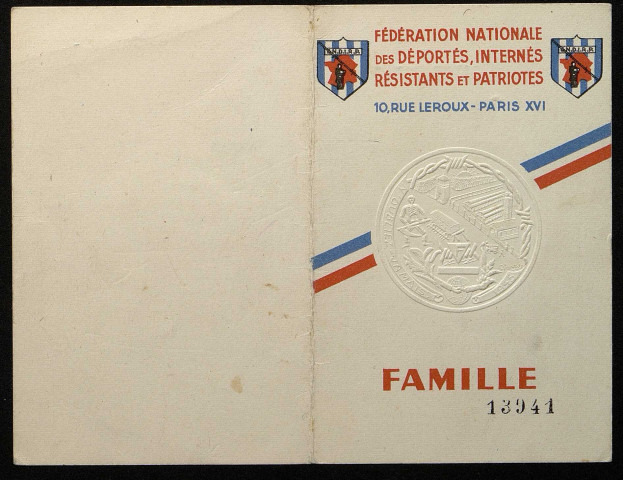 FÉDÉRATION NATIONALE
DES DÉPORTÉS, INTERNÉS
RÉSISTANTS ET PATRIOTES
10, RUE LEROUX - PARIS XVI
FAMILLE
13941